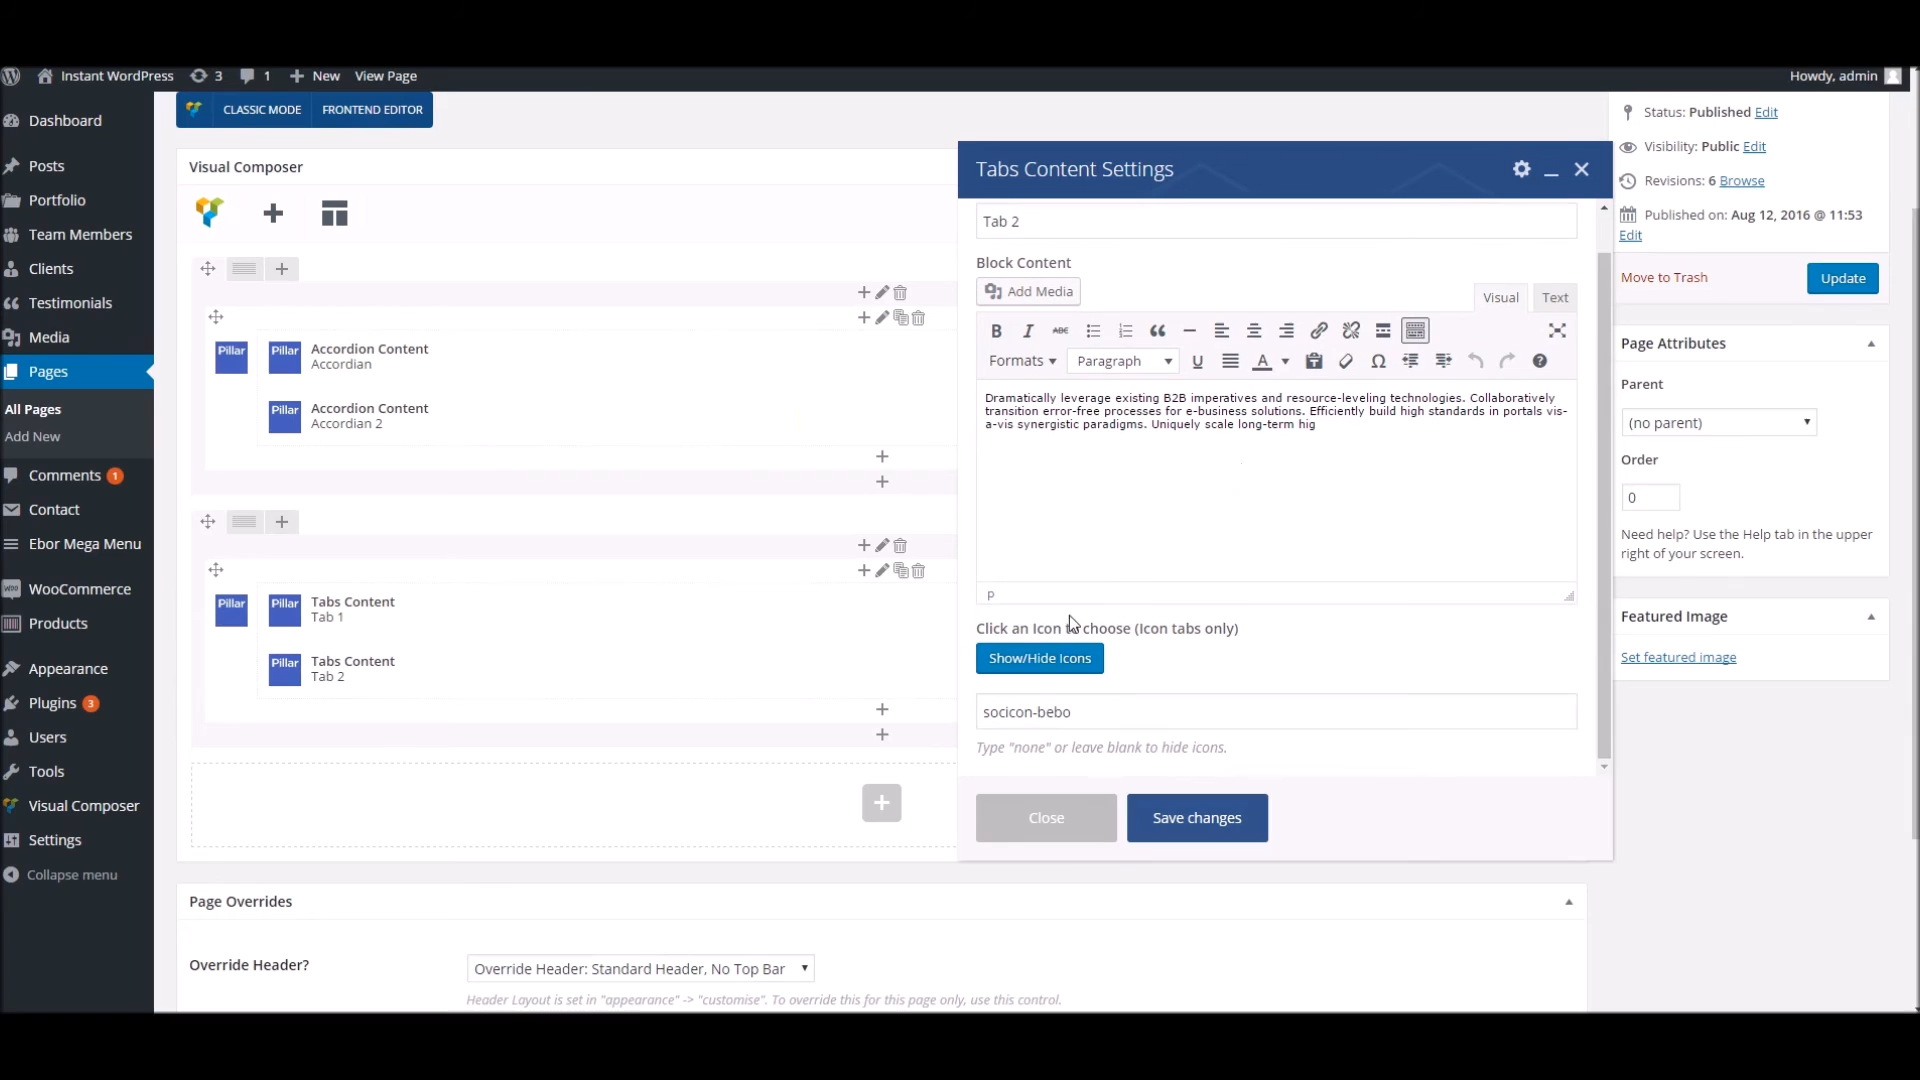 Instant WordPress 3 1 New View Page Howdy, admin
Dashboard
Posts
Portfolio
Team Members
Clients
Testimonials
Media
Pages
All Pages
Add New
Comments 1
Contact
Ebor Mega Menu
WooCommerce
Products
Appearance
Plugins 3
Users
Tools
Visual Composer
Settings
Collapse menu
CLASSIC MODE FRONTEND EDITOR
Visual Composer
Pillar Pillar Accordion Content
Accordian
Pillar Accordion Content
Accordian 2
Pillar Pillar Tabs Content
Tab 1
Pillar Tabs Content
Tab 2
Page Overrides
Override Header? Override Header: Standard Header, No Top Bar
Header Layout is set in "appearance" -> "customise". To override this for this page only, use this control.
Tabs Content Settings
Tab 2
Block Content
Add Media Visual Text
B I ABC
Formats Paragraph U A Ω
Dramatically leverage existing B2B imperatives and resource-leveling technologies. Collaboratively
transition error-free processes for e-business solutions. Efficiently build high standards in portals vis-
a-vis synergistic paradigms. Uniquely scale long-term hig
p
Click an Icon to choose (Icon tabs only)
Show/Hide Icons
socicon-bebo
Type "none" or leave blank to hide icons.
Close Save changes
Status: Published Edit
Visibility: Public Edit
Revisions: 6 Browse
Published on: Aug 12, 2016 @ 11:53
Edit
Move to Trash Update
Page Attributes
Parent
(no parent)
Order
0
Need help? Use the Help tab in the upper
right of your screen.
Featured Image
Set featured image